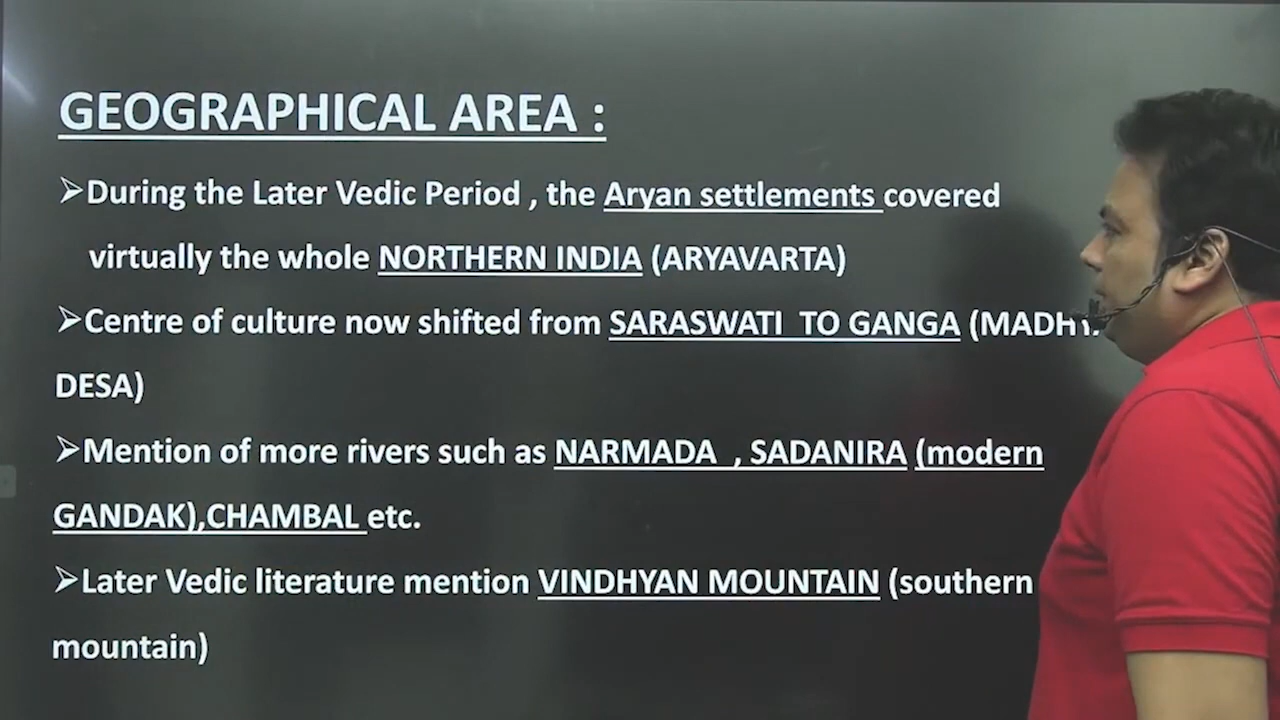 GEOGRAPHICAL AREA :
➢During the Later Vedic Period , the Aryan settlements covered
virtually the whole NORTHERN INDIA (ARYAVARTA)
➢Centre of culture now shifted from SARASWATI TO GANGA
DESA)
➢Mention of more rivers such as NARMADA , SADANIRA (modern
GANDAK),CHAMBAL etc.
➢Later Vedic literature mention VINDHYAN MOUNTAIN (southern
mountain)